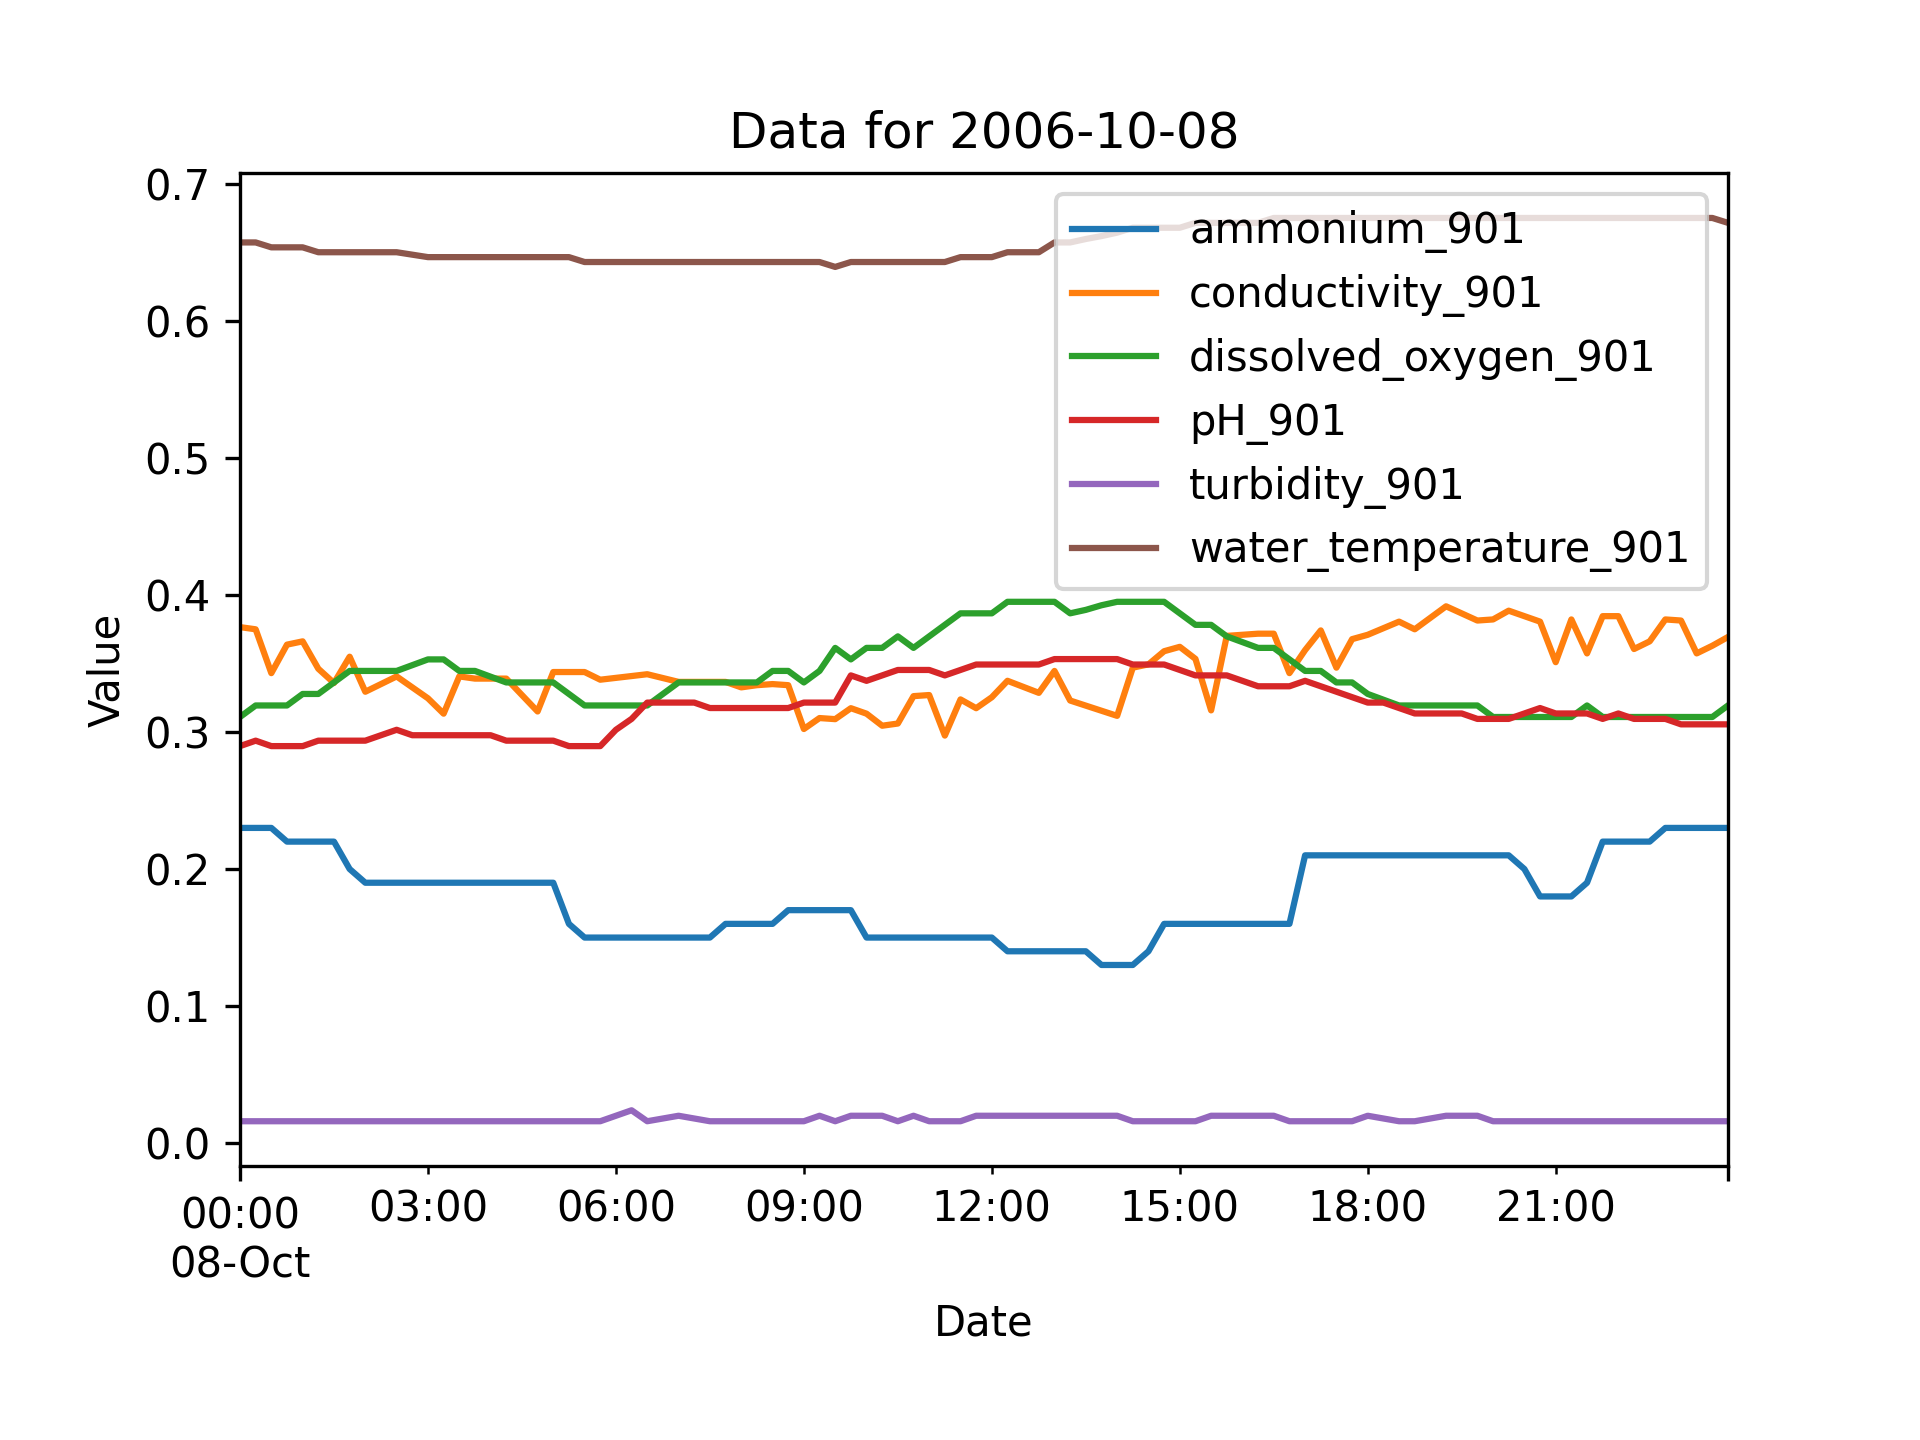 Data for 2006-10-08
0.7
0.6
0.5
0.4
0.3
0.2
0.1
0.0
Value
ammonium_901
conductivity_901
dissolved_oxygen_901
pH_901
turbidity_901
water_temperature_901
00:00 03:00 06:00 09:00 12:00 15:00 18:00 21:00
08-Oct
Date